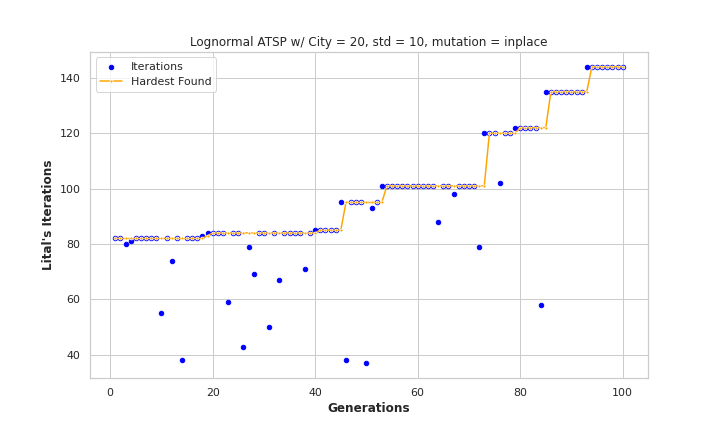 Lognormal ATSP w/ City = 20, std = 10, mutation = inplace
Iterations
Hardest Found
Lital's Iterations
140
120
100
80
60
40
0 20 40 60 80 100
Generations